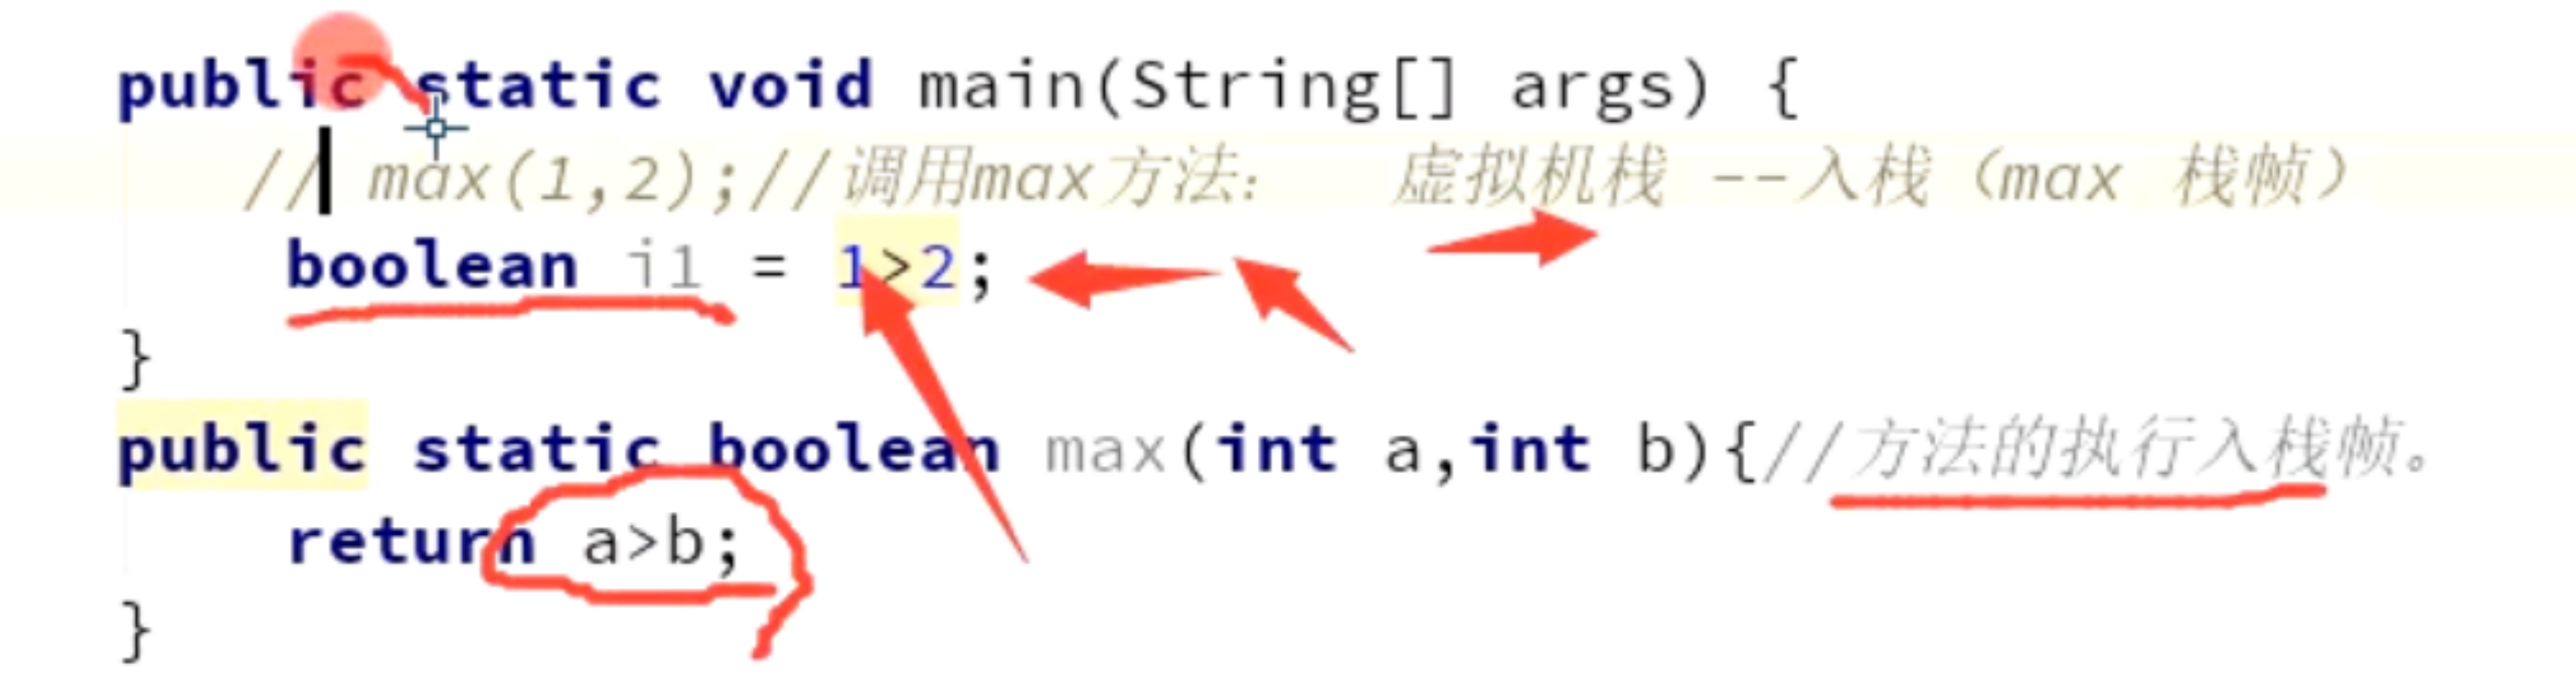 public static void main(String[] args) {
// max(1,2);//调用max方法: 虚拟机栈 --入栈（max 栈帧）
boolean i1 = 1>2;
}
public static boolean max(int a,int b){//方法的执行入栈帧。
return a>b;
}